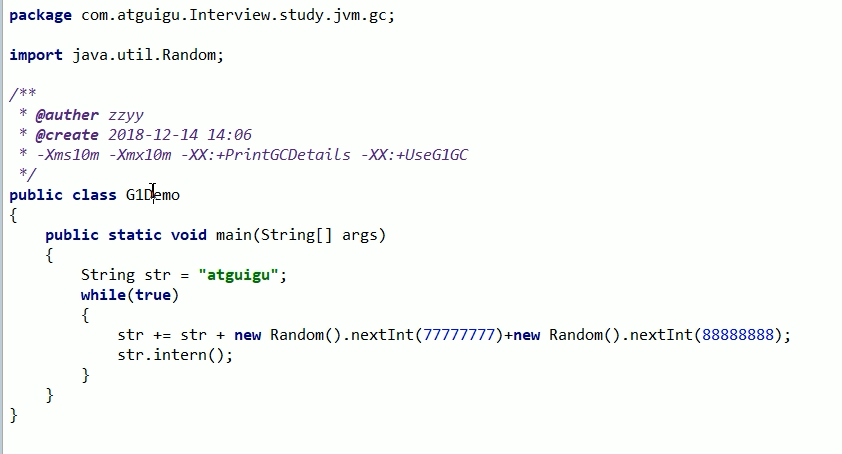 package com.atguigu.Interview.study.jvm.gc;
import java.util.Random;
/**
* @auther zzyy
* @create 2018-12-14 14:06
* -Xms10m -Xmx10m -XX:+PrintGCDetails -XX:+UseG1GC
*/
public class G1Demo
{
public static void main(String[] args)
{
String str = "atguigu";
while(true)
{
str += str + new Random().nextInt(77777777)+new Random().nextInt(88888888);
str.intern();
}
}
}